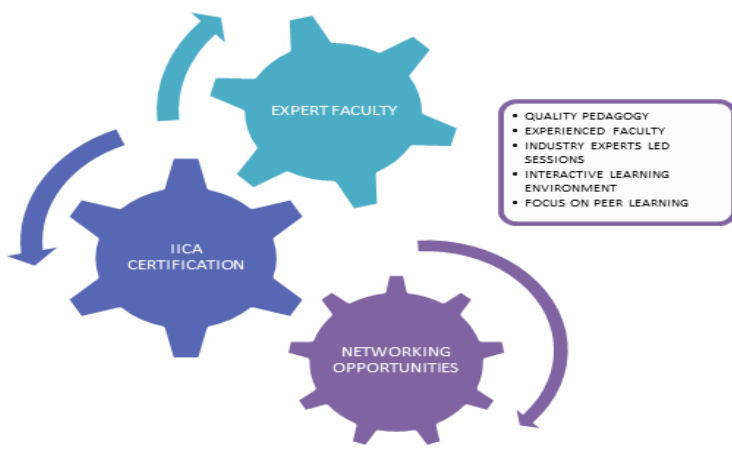 EXPERT FACULTY
• QUALITY PEDAGOGY
• EXPERIENCED FACULTY
• INDUSTRY EXPERTS LED
SESSIONS
• INTERACTIVE LEARNING
ENVIRONMENT
• FOCUS ON PEER LEARNING
IICA
CERTIFICATION
NETWORKING
OPPORTUNITIES